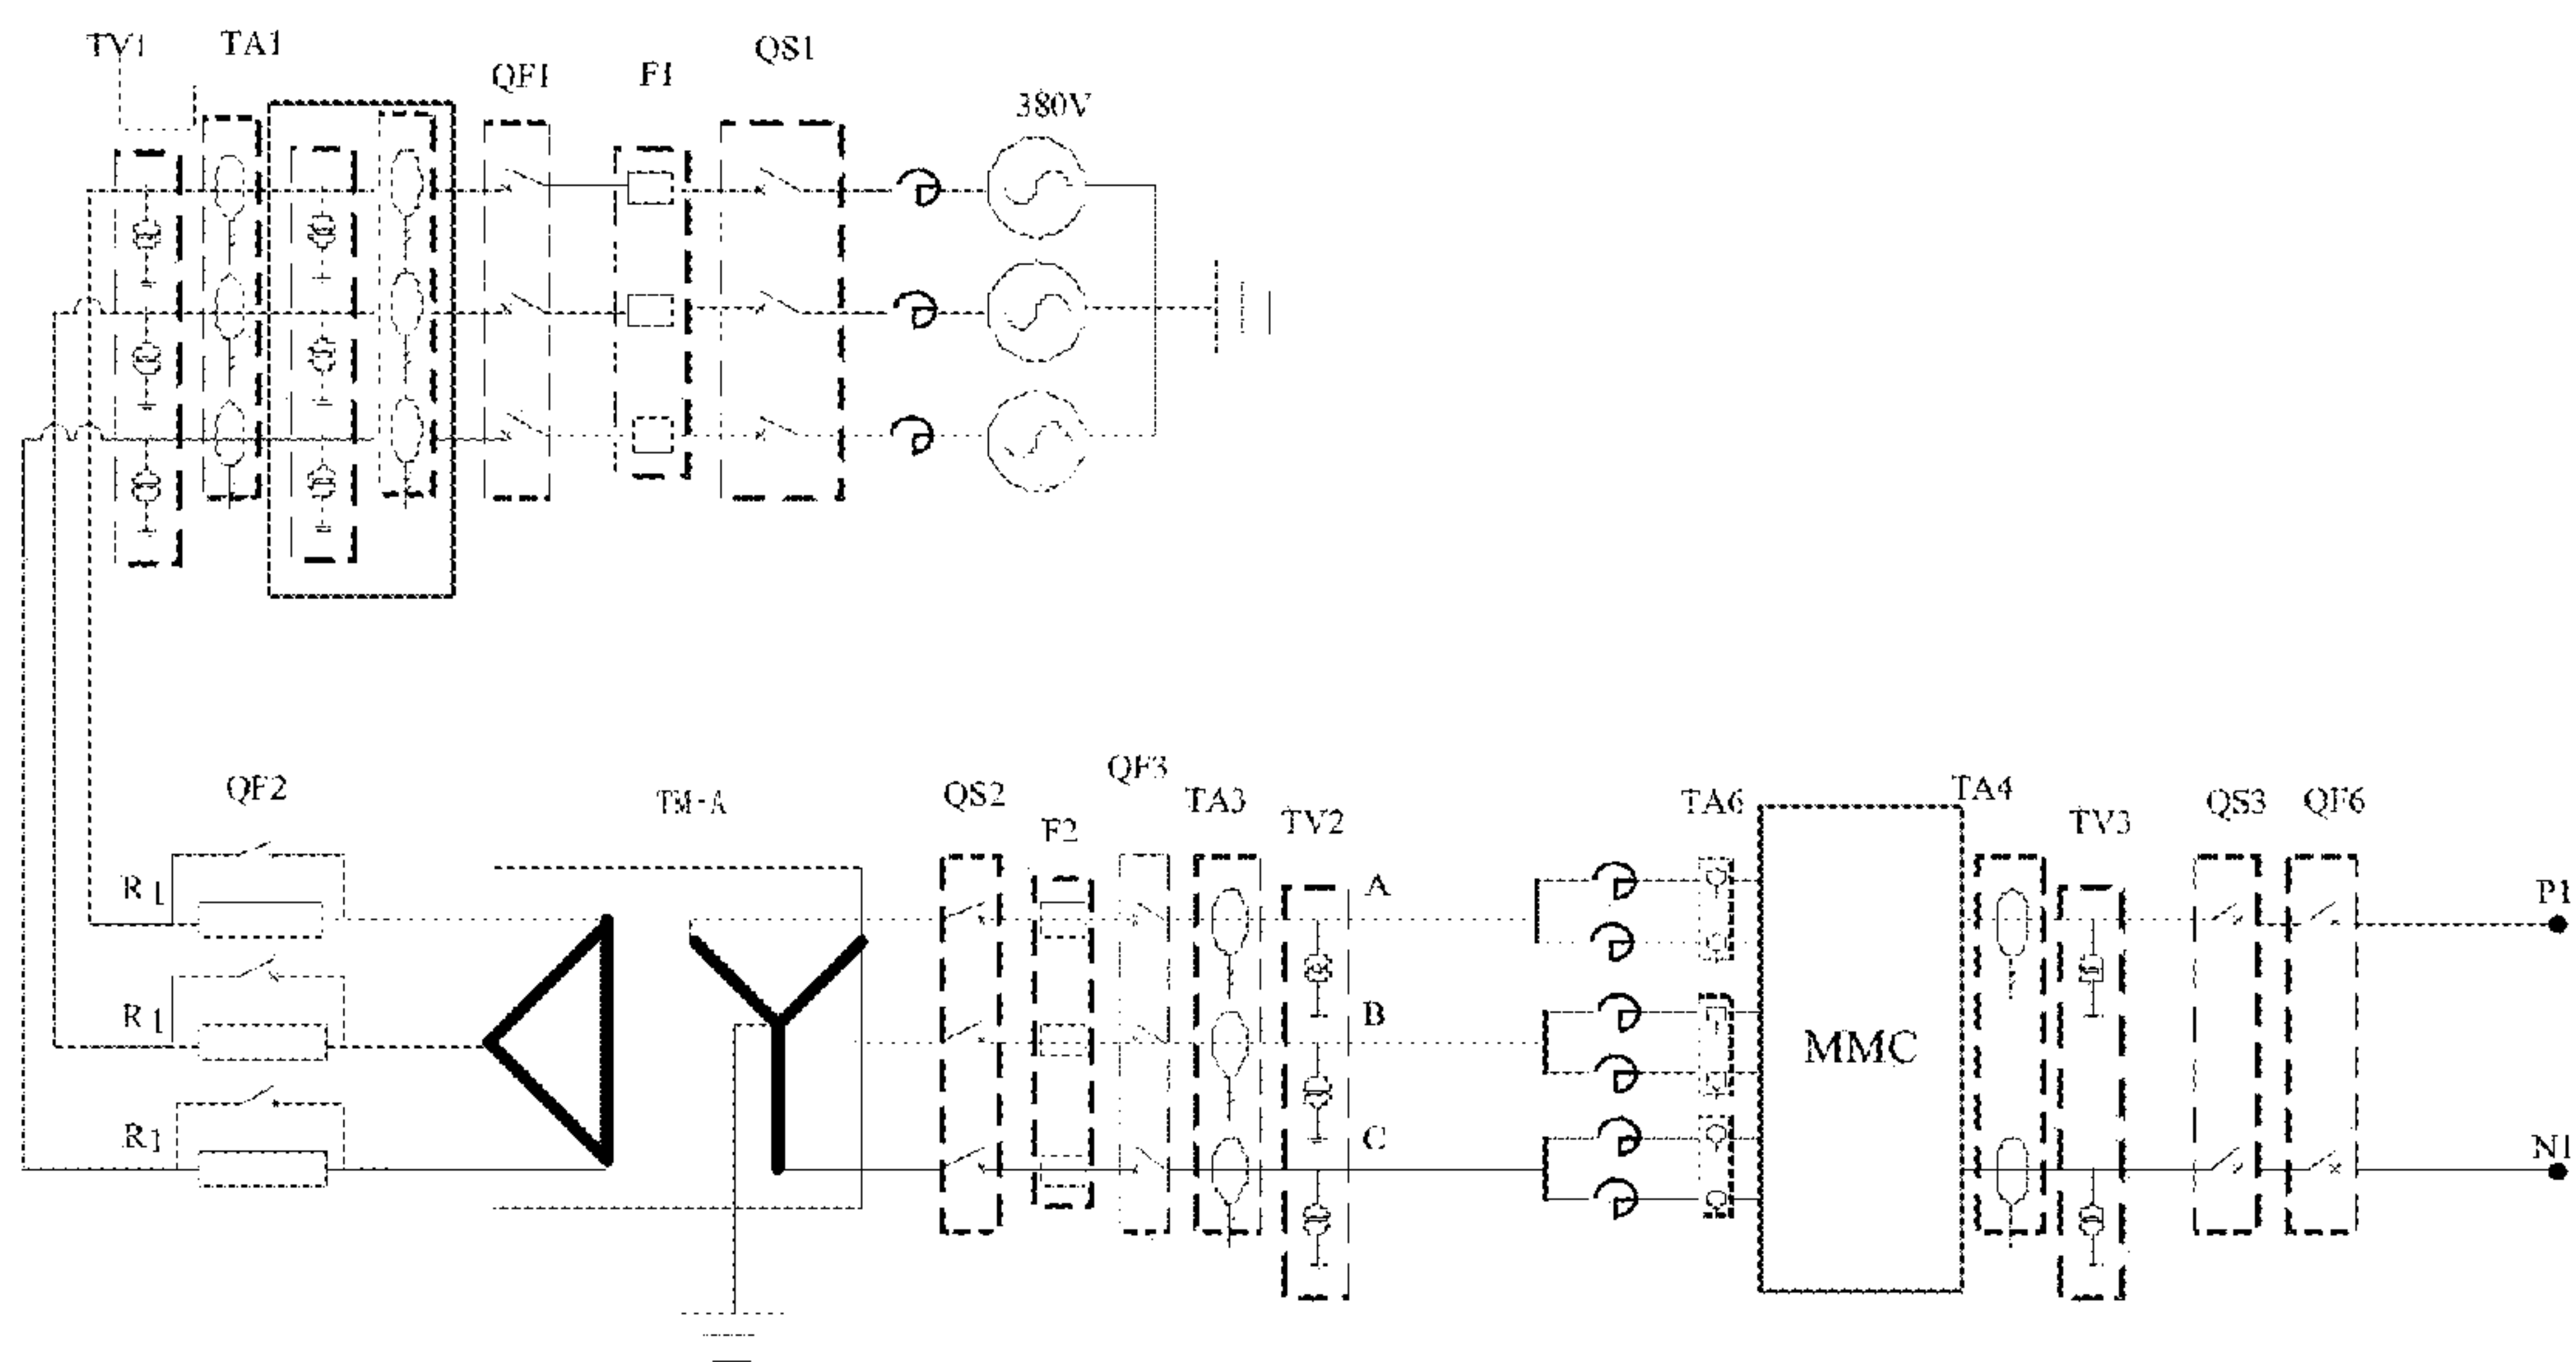 TV1
TA1
QF1
F1
QS1
380V
QF2
TM-A
QS2
F2
QF3
TA3
TV2
TA6
TA4
TV3
QS3
QF6
R1
A
P1
R1
B
MMC
R1
C
N1